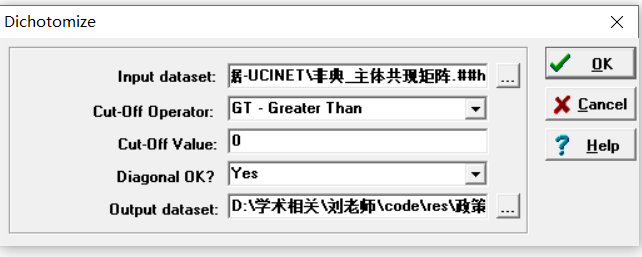 Dichotomize
Input dataset: 据-UCINET\非典_主体共现矩阵.##h ... OK
Cut-Off Operator: GT - Greater Than Cancel
Cut-Off Value: 0 Help
Diagonal OK? Yes
Output dataset: D:\学术相关\刘老师\code\res\政策 ...